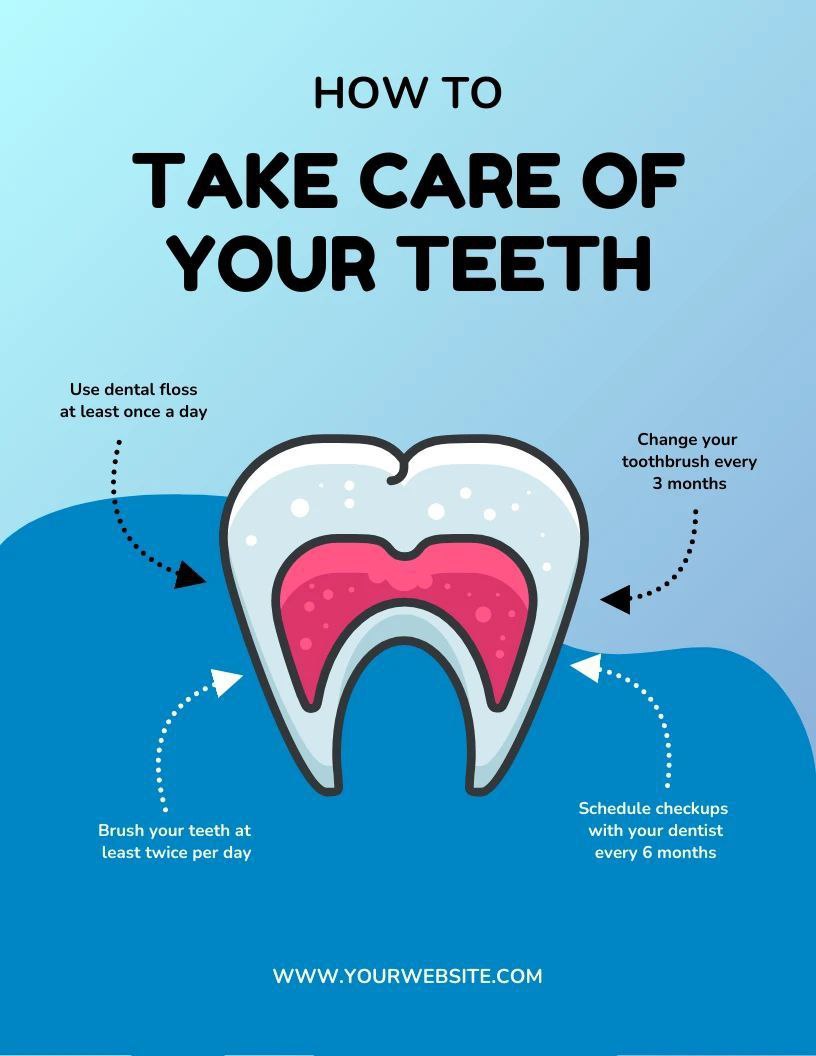 HOW TO
TAKE CARE OF
YOUR TEETH
Use dental floss
at least once a day
Change your
toothbrush every
3 months
Brush your teeth at
least twice per day
Schedule checkups
with your dentist
every 6 months
WWW.YOURWEBSITE.COM